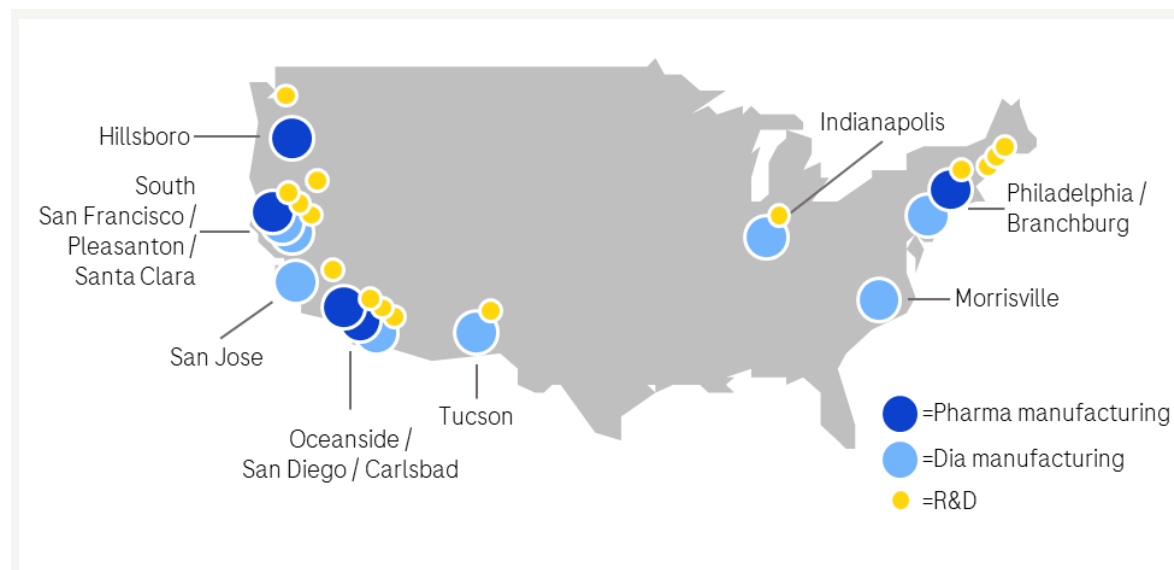 Indianapolis
Hillsboro
South
San Francisco /
Pleasanton /
Santa Clara
Philadelphia /
Branchburg
Morrisville
San Jose
Tucson
Oceanside /
San Diego / Carlsbad
=Pharma manufacturing
=Dia manufacturing
=R&D